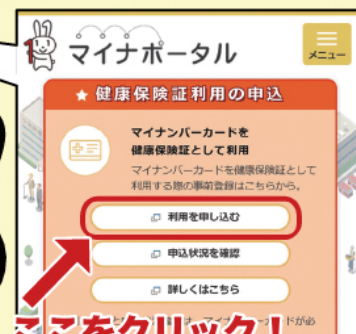 マイナポータル
メニュー
★ 健康保険証利用の申込
マイナンバーカードを
健康保険証として利用
マイナンバーカードを健康保険証として
利用する際の事前登録はこちらから。
利用を申し込む
申込状況を確認
詳しくはこちら
ここをクリック!